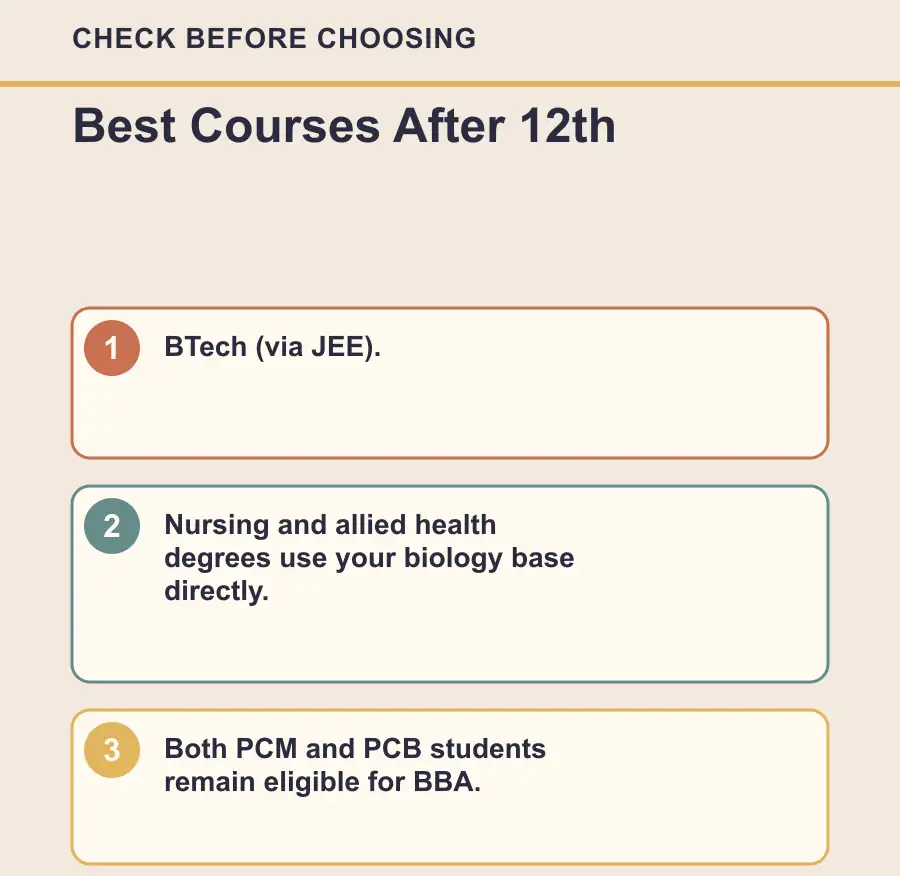 CHECK BEFORE CHOOSING
Best Courses After 12th
1
BTech (via JEE).
2
Nursing and allied health
degrees use your biology base
directly.
3
Both PCM and PCB students
remain eligible for BBA.